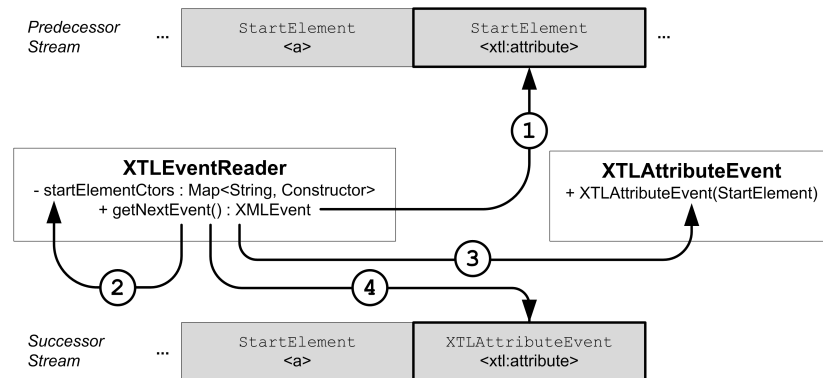 Predecessor
Stream
...
StartElement
<a>
StartElement
<xtl:attribute>
...
1
XTLEventReader
- startElementCtors : Map<String, Constructor>
+ getNextEvent() : XMLEvent
XTLAttributeEvent
+ XTLAttributeEvent(StartElement)
2
3
4
Successor
Stream
...
StartElement
<a>
XTLAttributeEvent
<xtl:attribute>